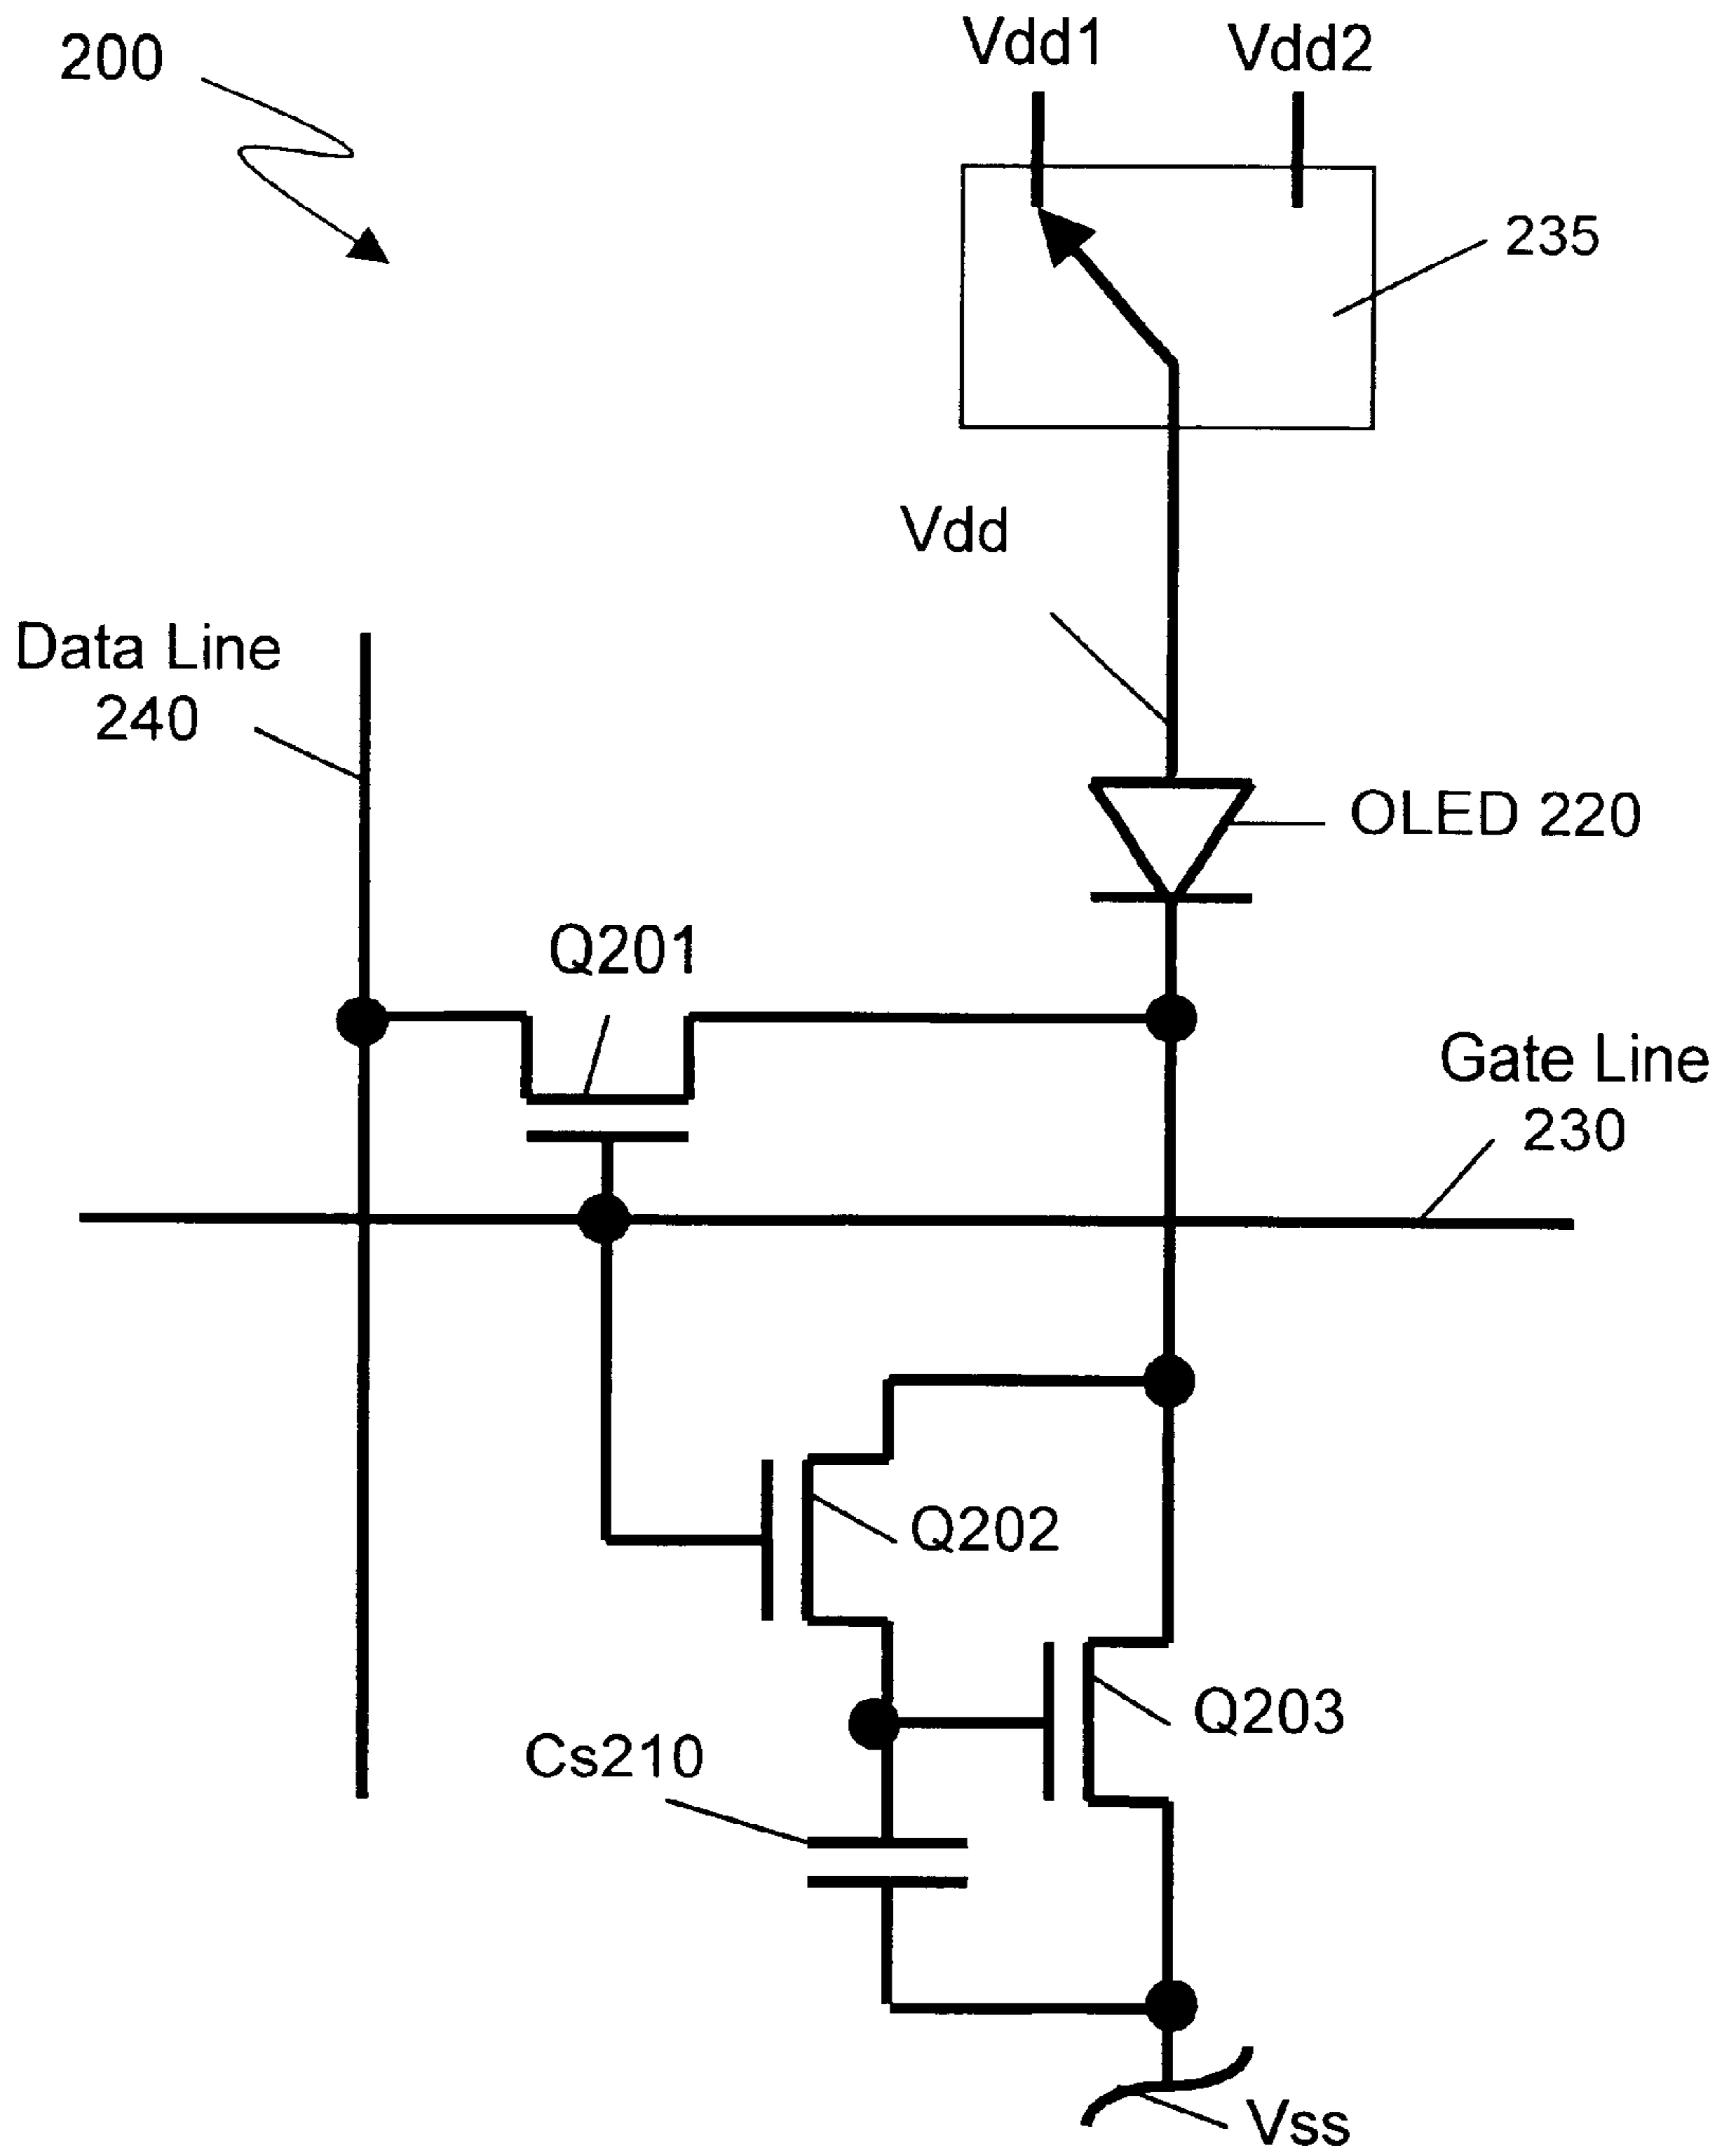 200
Vdd1
Vdd2
235
Vdd
Data Line
240
OLED 220
Q201
Gate Line
230
Q202
Q203
Cs210
Vss